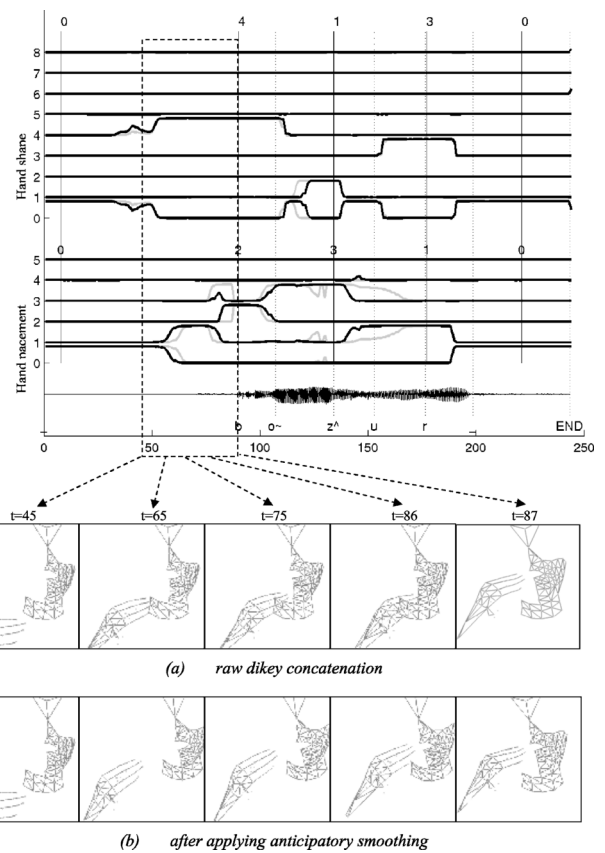 0 4 1 3 0
8
7
6
5
4
3
2
1
0
Hand shane
0 2 3 1 0
5
4
3
2
1
0
Hand nacement
b o~ z^ u r END
0 50 100 150 200 250
t=45 t=65 t=75 t=86 t=87
(a) raw dikey concatenation
(b) after applying anticipatory smoothing